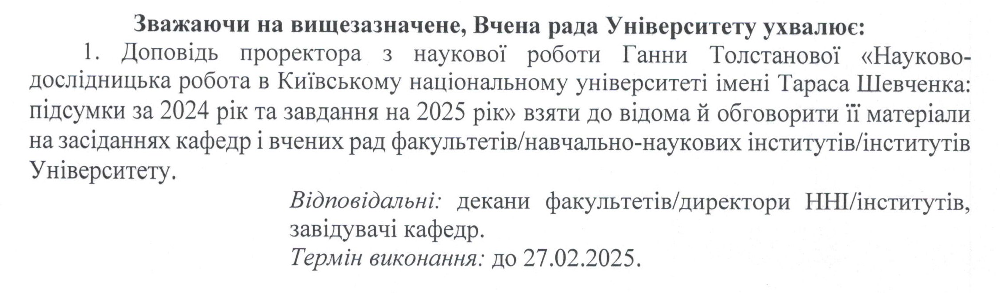 Зважаючи на вищезазначене, Вчена рада Університету ухвалює:
1. Доповідь проректора з наукової роботи Ганни Толстанової «Науково-
дослідницька робота в Київському національному університеті імені Тараса Шевченка:
підсумки за 2024 рік та завдання на 2025 рік» взяти до відома й обговорити її матеріали
на засіданнях кафедр і вчених рад факультетів/навчально-наукових інститутів/інститутів
Університету.
Відповідальні: декани факультетів/директори ННІ/інститутів,
завідувачі кафедр.
Термін виконання: до 27.02.2025.